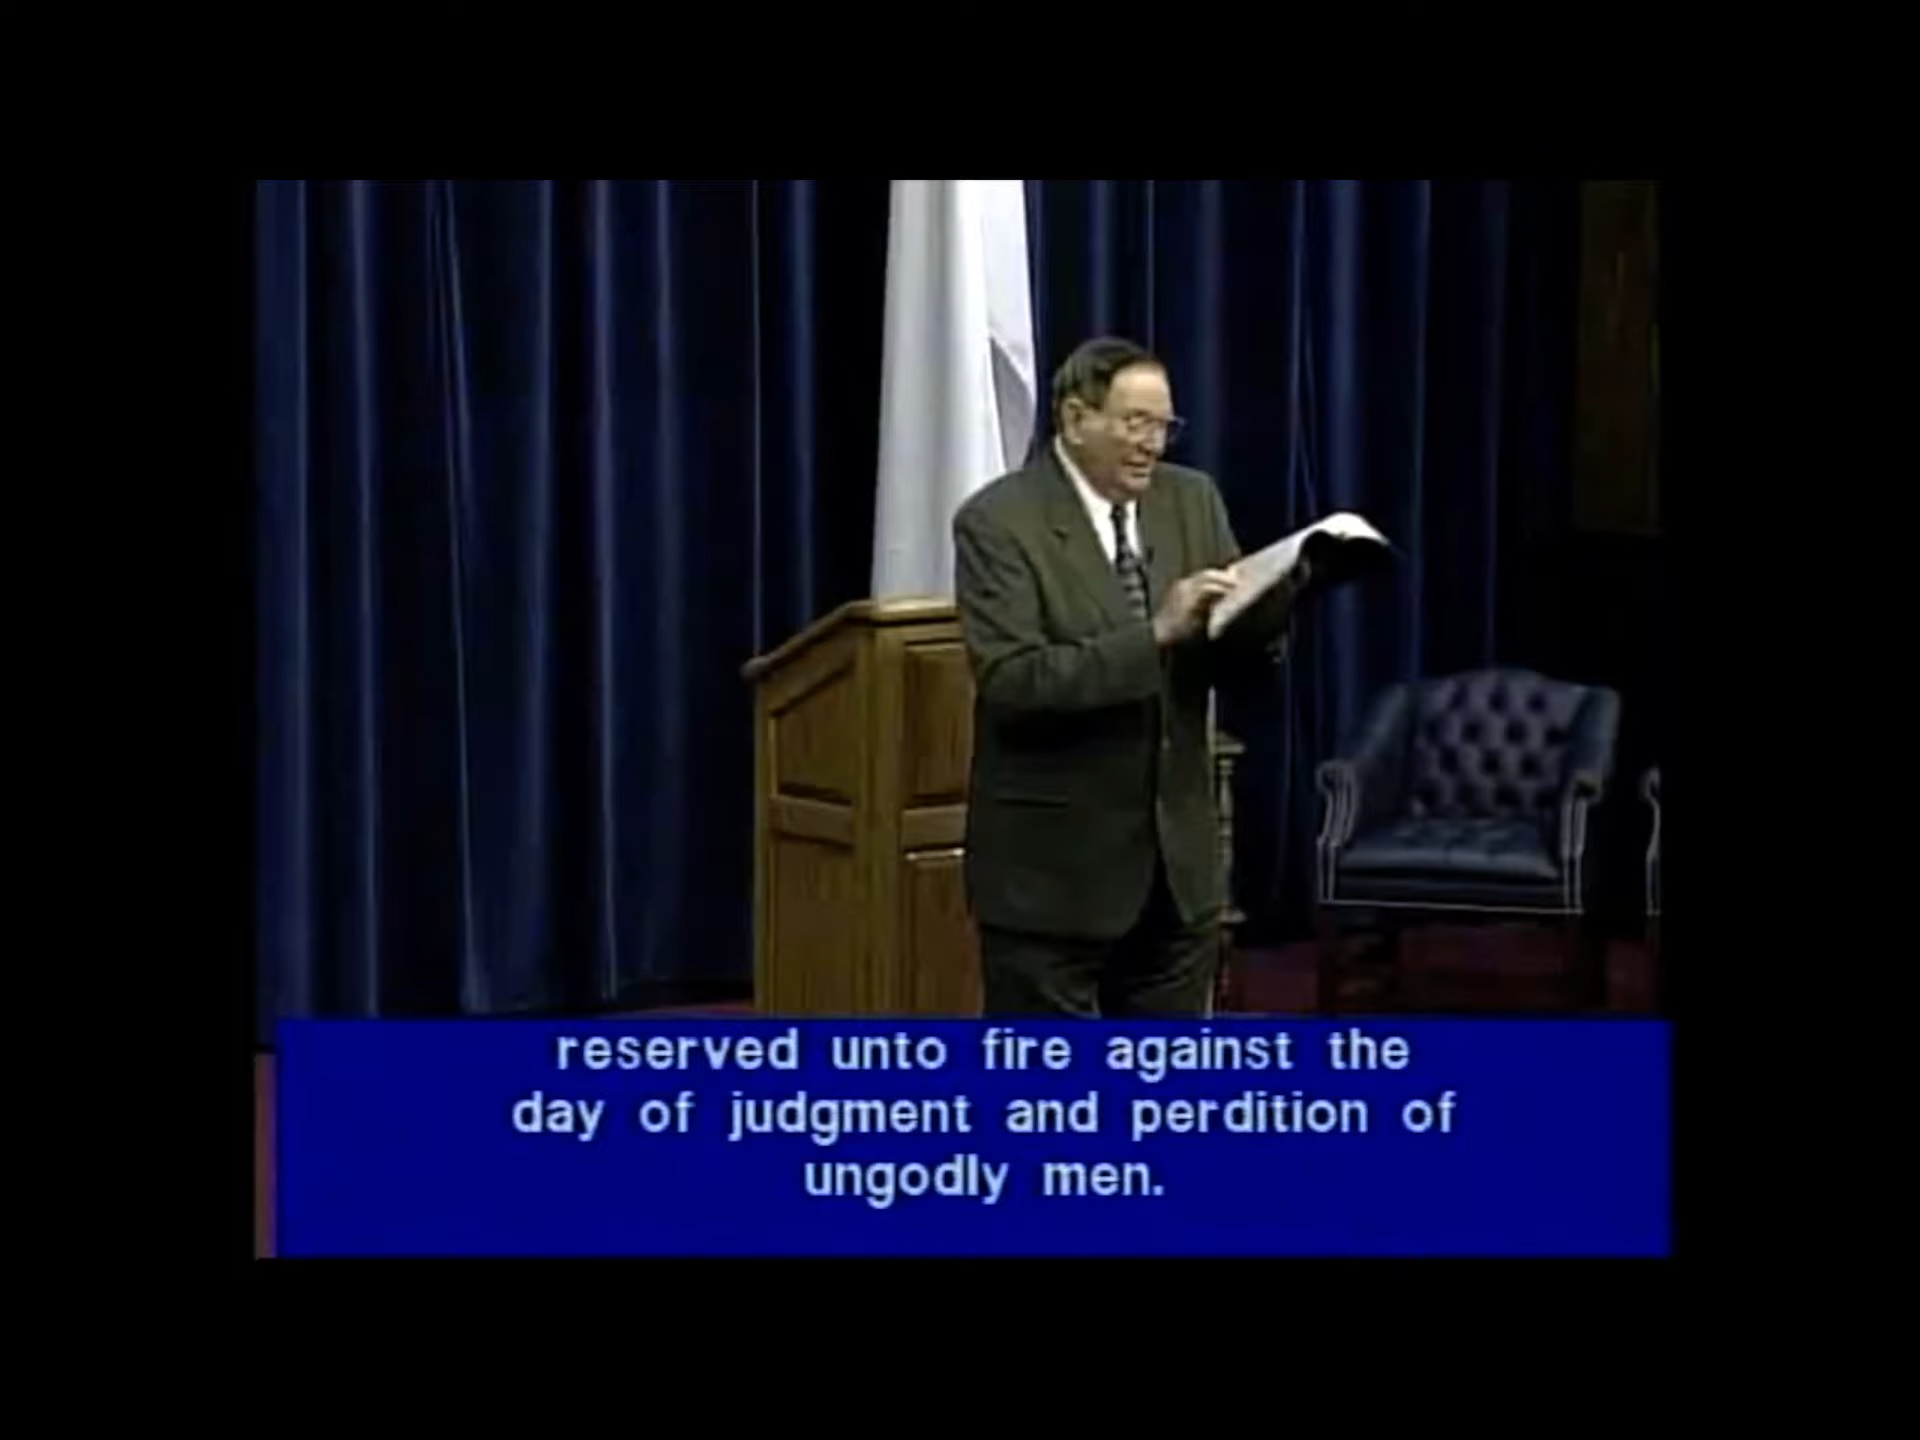 reserved unto fire against the
day of judgment and perdition of
ungodly men.